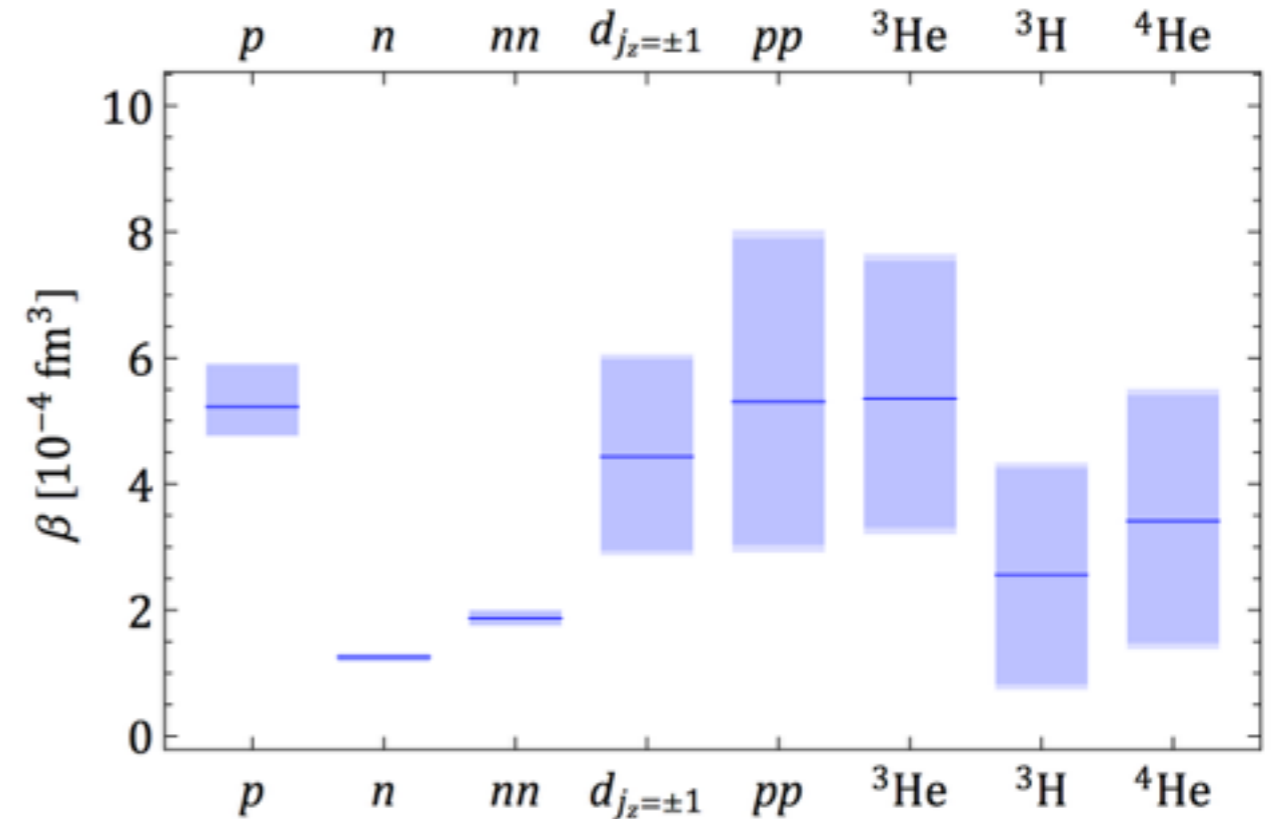 p n nn d_{j_z=±1} pp ³He ³H ⁴He
10
8
6
4
2
0
β [10⁻⁴ fm³]
p n nn d_{j_z=±1} pp ³He ³H ⁴He